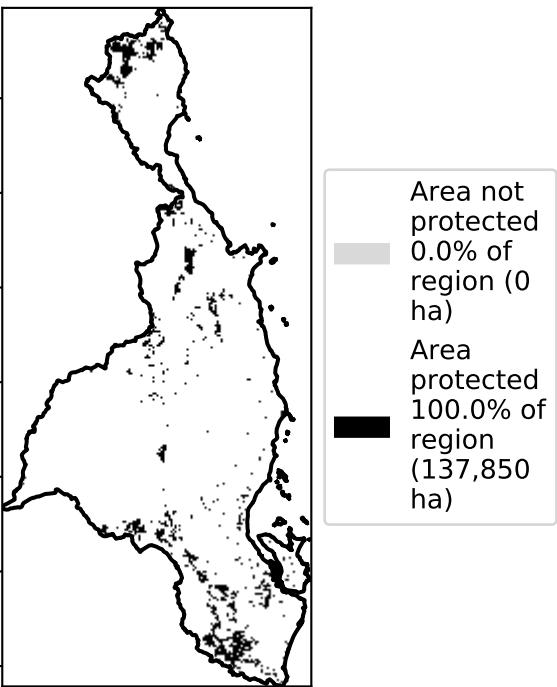 Area not
protected
0.0% of
region (0
ha)
Area
protected
100.0% of
region
(137,850
ha)